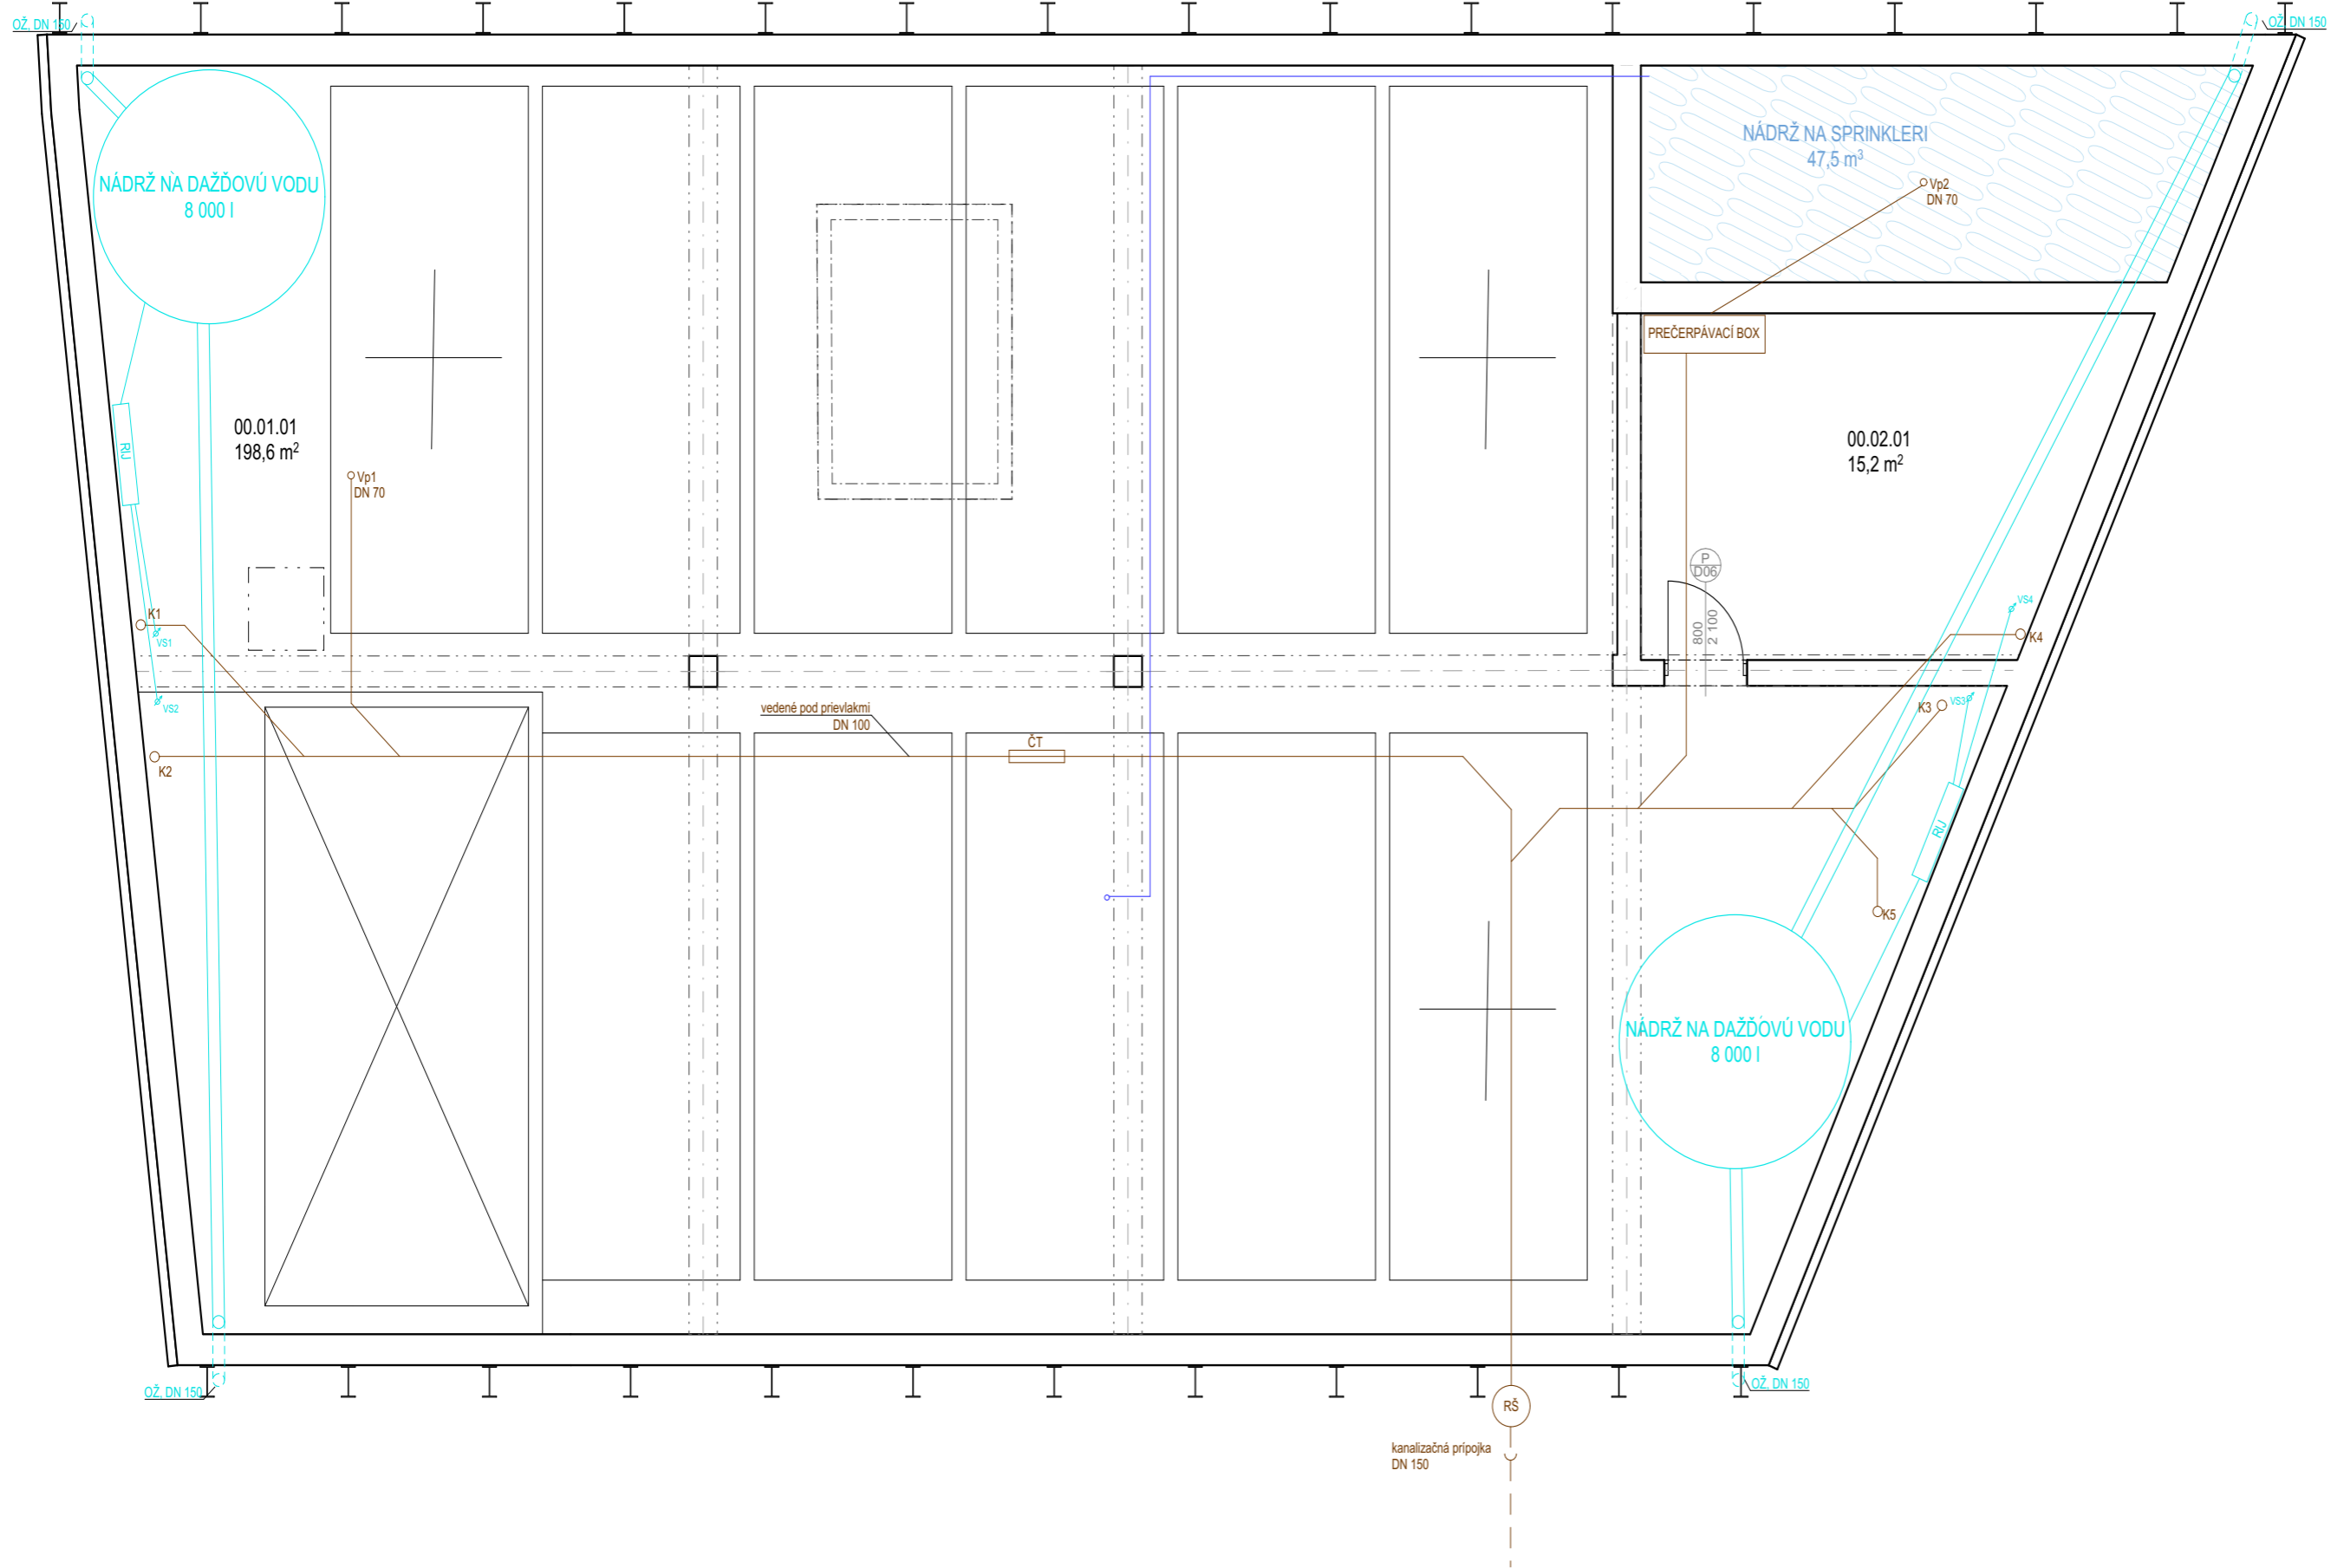 OŽ, DN 150
OŽ, DN 150
NÁDRŽ NA DAŽĎOVÚ VODU
8 000 l
NÁDRŽ NA SPRINKLERI
47,5 m³
Vp2
DN 70
PREČERPÁVACÍ BOX
00.01.01
198,6 m²
00.02.01
15,2 m²
RIJ
Vp1
DN 70
P
D06
800
2 100
K1
VS1
VS2
VS4
K4
K3
VS3
vedené pod prievlakmi
DN 100
ČT
K2
RIJ
K5
NÁDRŽ NA DAŽĎOVÚ VODU
8 000 l
OŽ, DN 150
OŽ, DN 150
RŠ
kanalizačná prípojka
DN 150